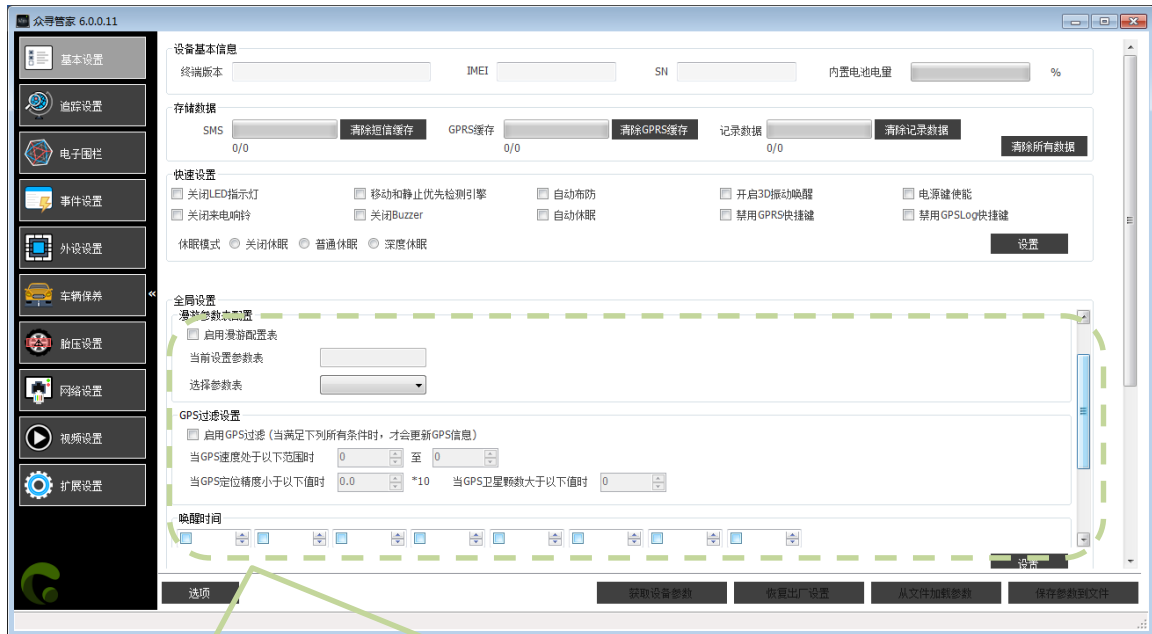 众寻管家 6.0.0.11
基本设置
追踪设置
电子围栏
事件设置
外设设置
车辆保养
胎压设置
网络设置
视频设置
扩展设置
«
设备基本信息
终端版本 IMEI SN 内置电池电量 %
存储数据
SMS 清除短信缓存 GPRS缓存 清除GPRS缓存 记录数据 清除记录数据
0/0 0/0 0/0 清除所有数据
快速设置
关闭LED指示灯 移动和静止优先检测引擎 自动布防 开启3D振动唤醒 电源键使能
关闭来电响铃 关闭Buzzer 自动休眠 禁用GPRS快捷键 禁用GPSLog快捷键
休眠模式 关闭休眠 普通休眠 深度休眠 设置
全局设置
漫游参数表配置
启用漫游配置表
当前设置参数表
选择参数表
GPS过滤设置
启用GPS过滤 (当满足下列所有条件时，才会更新GPS信息)
当GPS速度处于以下范围时 0 至 0
当GPS定位精度小于以下值时 0.0 *10 当GPS卫星颗数大于以下值时 0
唤醒时间
设置
选项 获取设备参数 恢复出厂设置 从文件加载参数 保存参数到文件